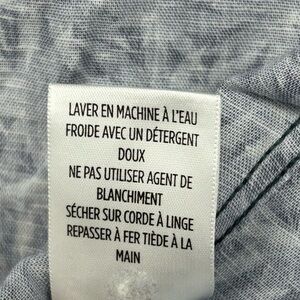 LAVER EN MACHINE À L'EAU
FROIDE AVEC UN DÉTERGENT
DOUX
NE PAS UTILISER AGENT DE
BLANCHIMENT
SÉCHER SUR CORDE À LINGE
REPASSER À FER TIÈDE À LA
MAIN